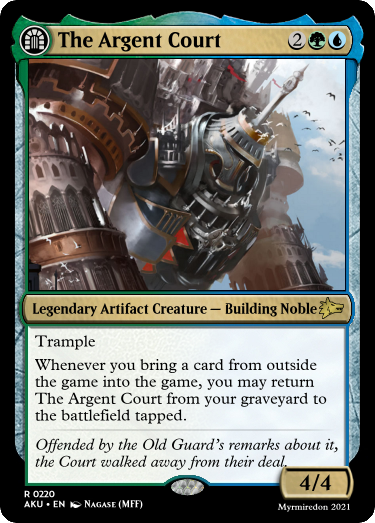 The Argent Court 2
Legendary Artifact Creature — Building Noble
Trample
Whenever you bring a card from outside
the game into the game, you may return
The Argent Court from your graveyard to
the battlefield tapped.
Offended by the Old Guard's remarks about it,
the Court walked away from their deal.
4/4
R 0220
AKU • EN Nagase (MFF)
Myrmiredon 2021